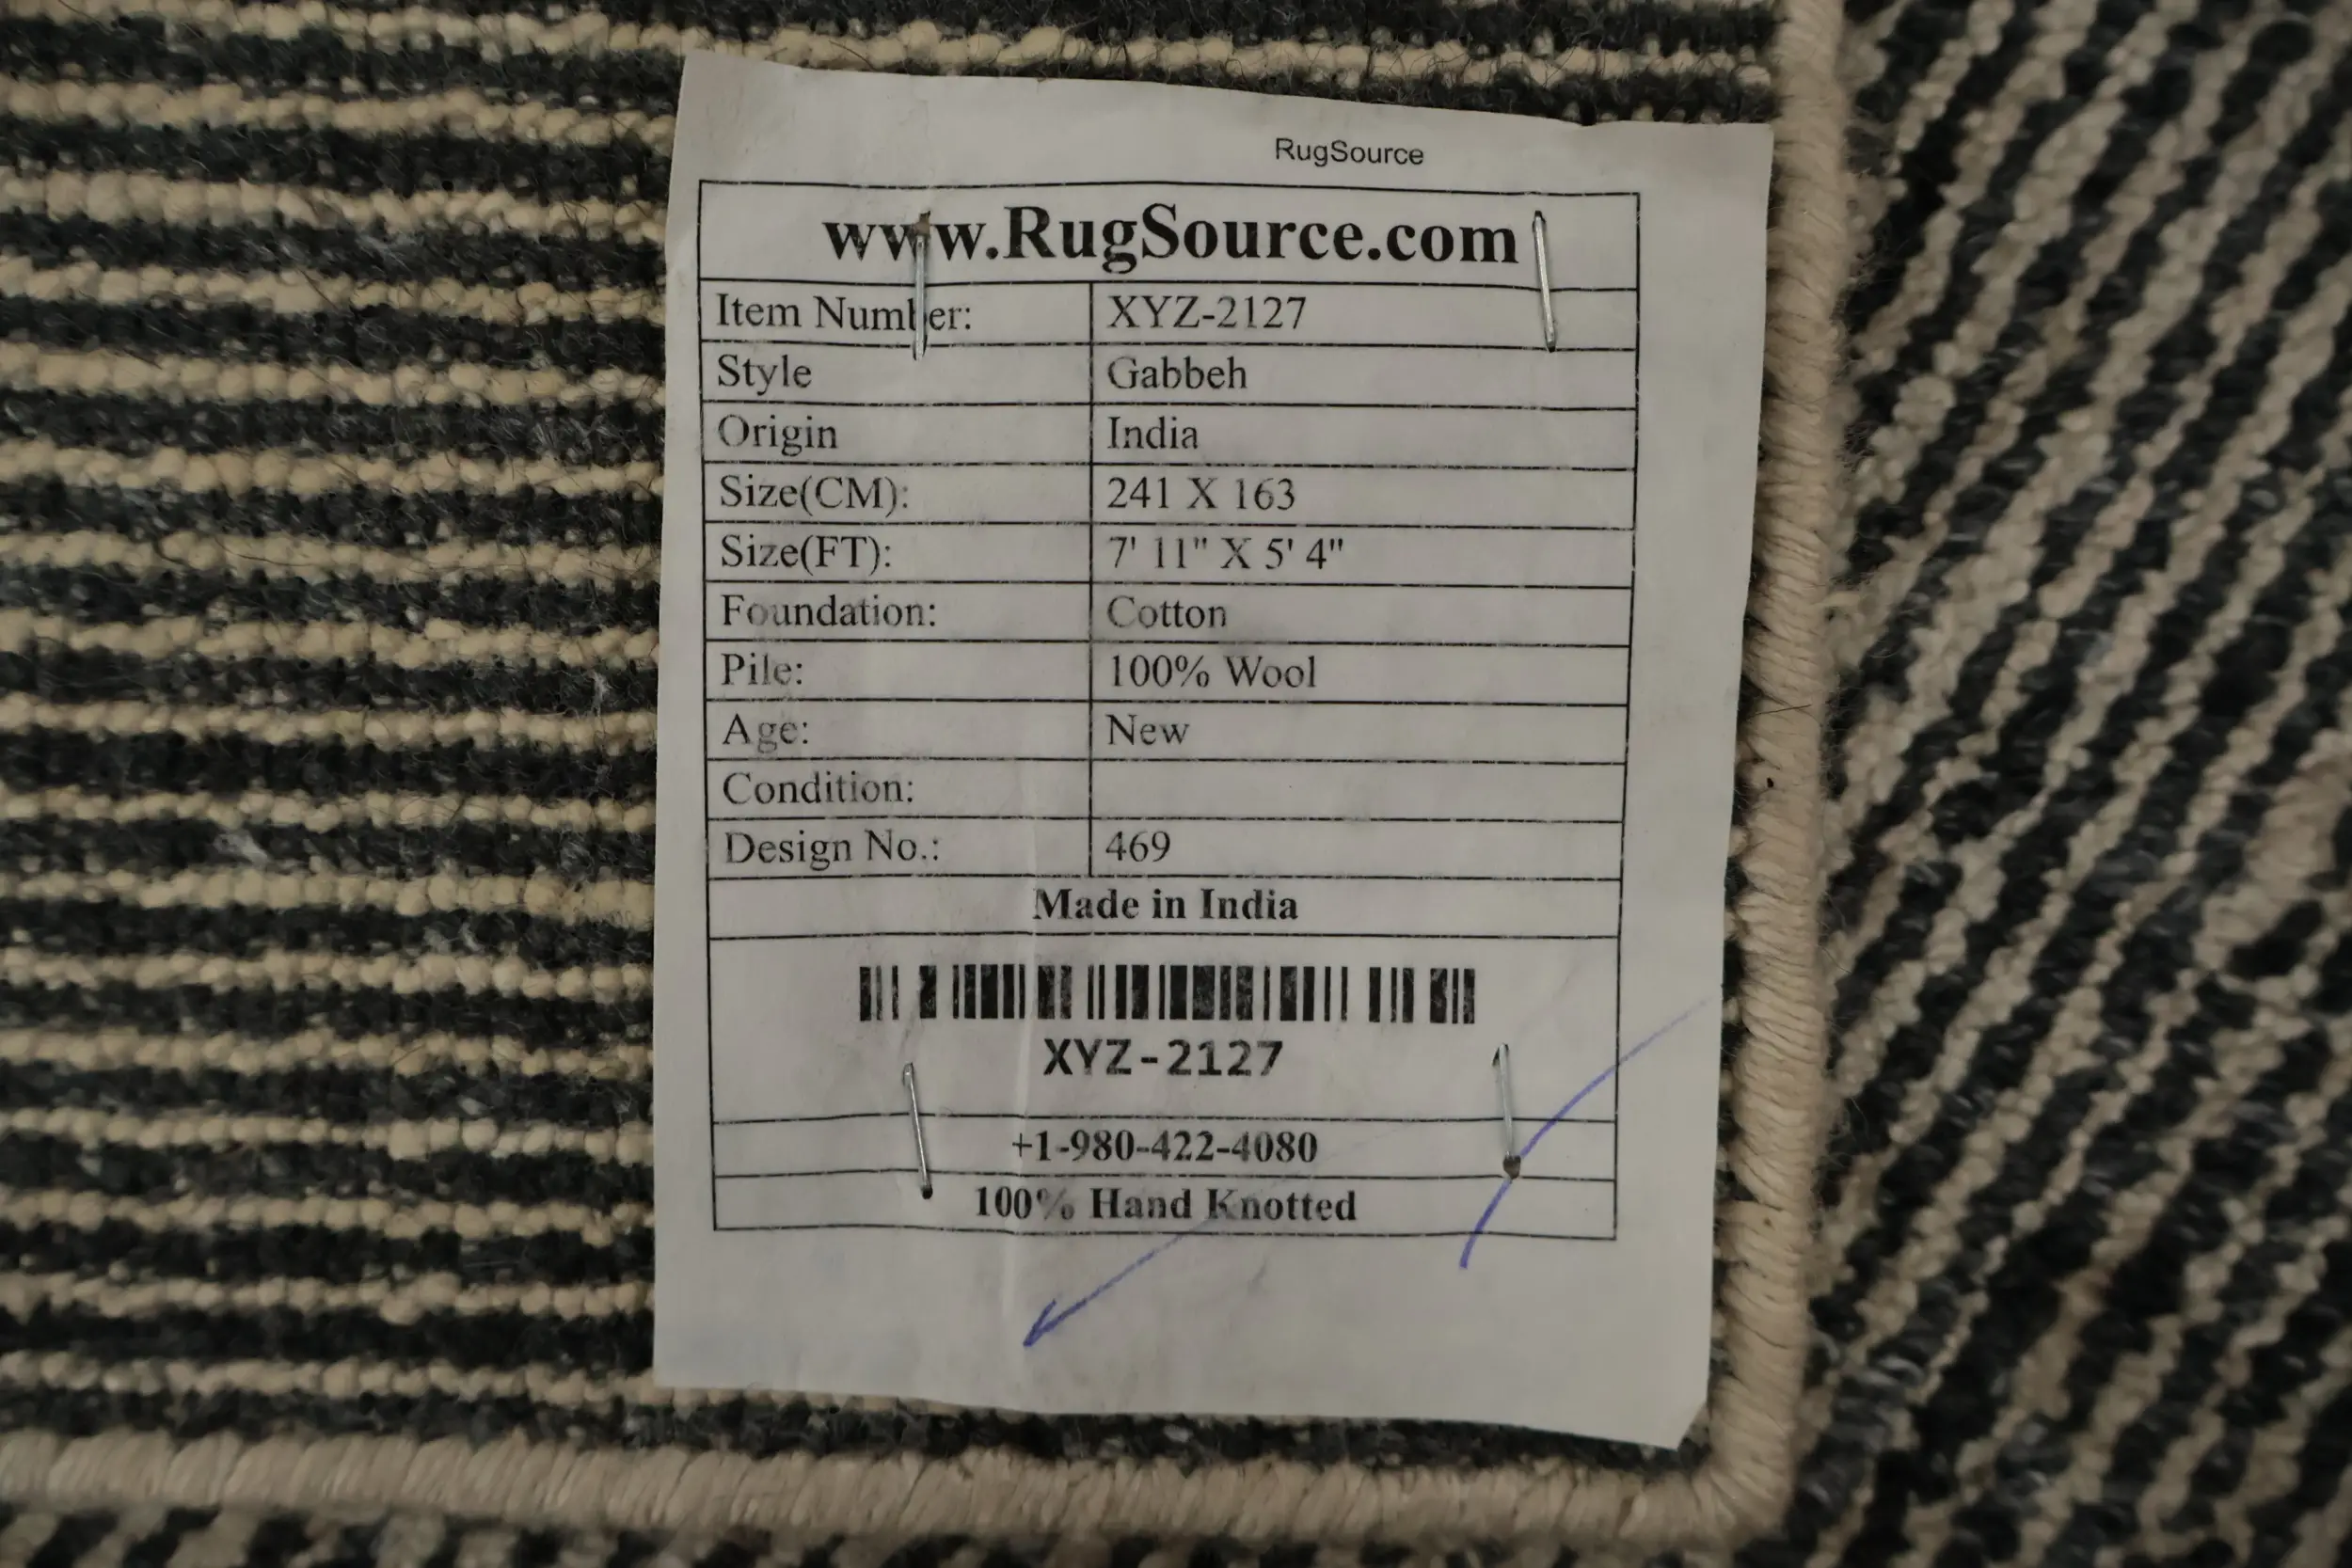 RugSource
www.RugSource.com
Item Number: XYZ-2127
Style Gabbeh
Origin India
Size(CM): 241 X 163
Size(FT): 7' 11" X 5' 4"
Foundation: Cotton
Pile: 100% Wool
Age: New
Condition:
Design No.: 469
Made in India
XYZ-2127
+1-980-422-4080
100% Hand Knotted